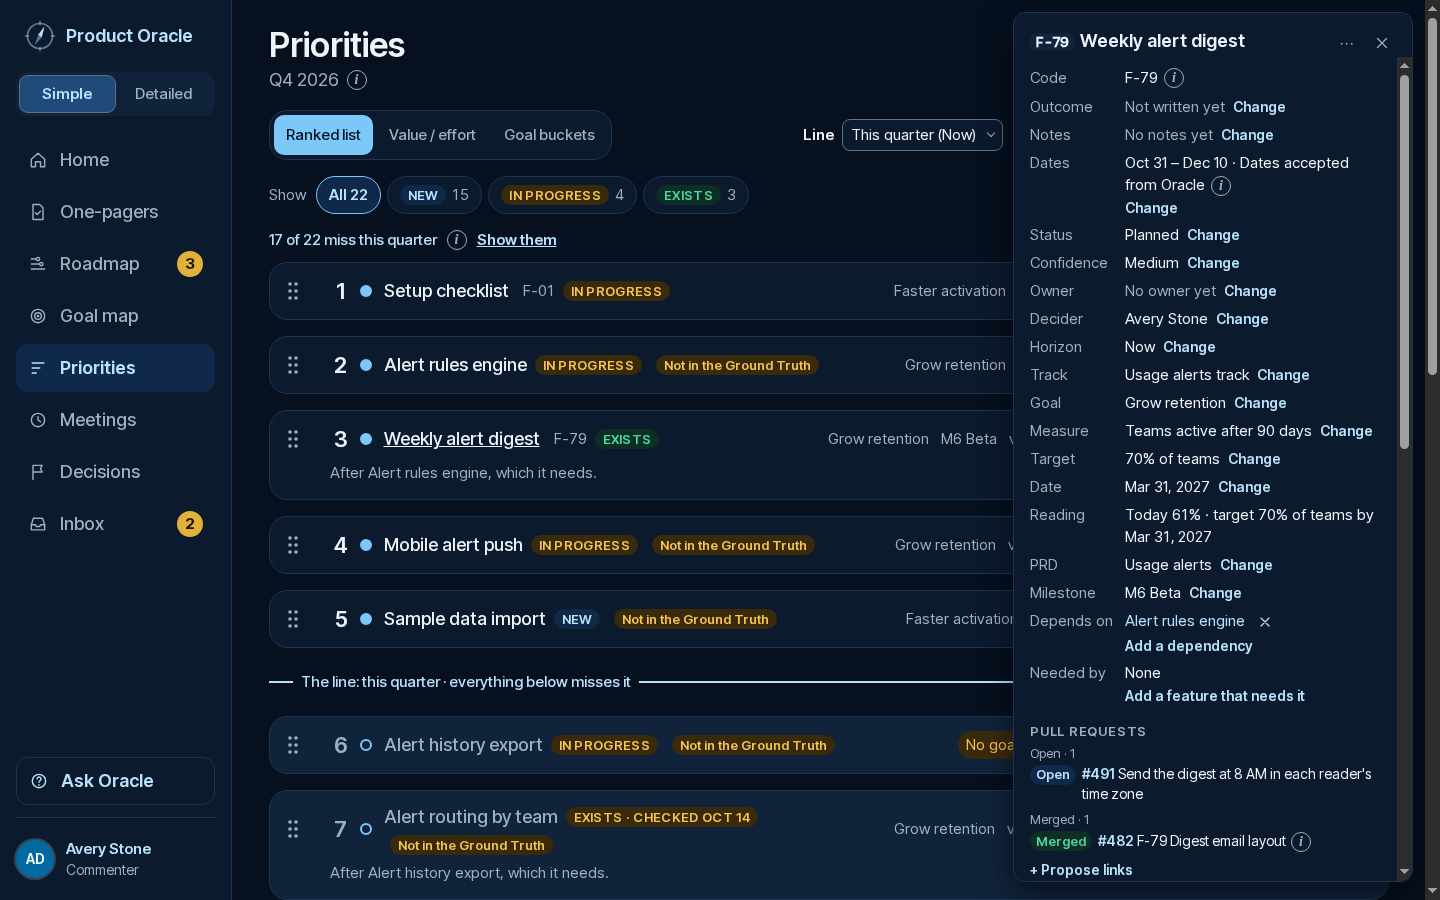 Product Oracle
Simple
Detailed
Home
One-pagers
Roadmap
3
Goal map
Priorities
Meetings
Decisions
Inbox
2
Ask Oracle
AD
Avery Stone
Commenter
Priorities
Q4 2026 i
Ranked list
Value / effort
Goal buckets
Line
This quarter (Now)
Show
All 22
NEW 15
IN PROGRESS 4
EXISTS 3
17 of 22 miss this quarter i Show them
1 Setup checklist F-01 IN PROGRESS Faster activation
2 Alert rules engine IN PROGRESS Not in the Ground Truth Grow retention
3 Weekly alert digest F-79 EXISTS Grow retention M6 Beta
After Alert rules engine, which it needs.
4 Mobile alert push IN PROGRESS Not in the Ground Truth Grow retention
5 Sample data import NEW Not in the Ground Truth Faster activation
The line: this quarter · everything below misses it
6 Alert history export IN PROGRESS Not in the Ground Truth No goa
7 Alert routing by team EXISTS · CHECKED OCT 14 Grow retention
Not in the Ground Truth
After Alert history export, which it needs.
F-79 Weekly alert digest
Code F-79 i
Outcome Not written yet Change
Notes No notes yet Change
Dates Oct 31 – Dec 10 · Dates accepted
from Oracle i
Change
Status Planned Change
Confidence Medium Change
Owner No owner yet Change
Decider Avery Stone Change
Horizon Now Change
Track Usage alerts track Change
Goal Grow retention Change
Measure Teams active after 90 days Change
Target 70% of teams Change
Date Mar 31, 2027 Change
Reading Today 61% · target 70% of teams by
Mar 31, 2027
PRD Usage alerts Change
Milestone M6 Beta Change
Depends on Alert rules engine
Add a dependency
Needed by None
Add a feature that needs it
PULL REQUESTS
Open · 1
Open #491 Send the digest at 8 AM in each reader's
time zone
Merged · 1
Merged #482 F-79 Digest email layout i
+ Propose links